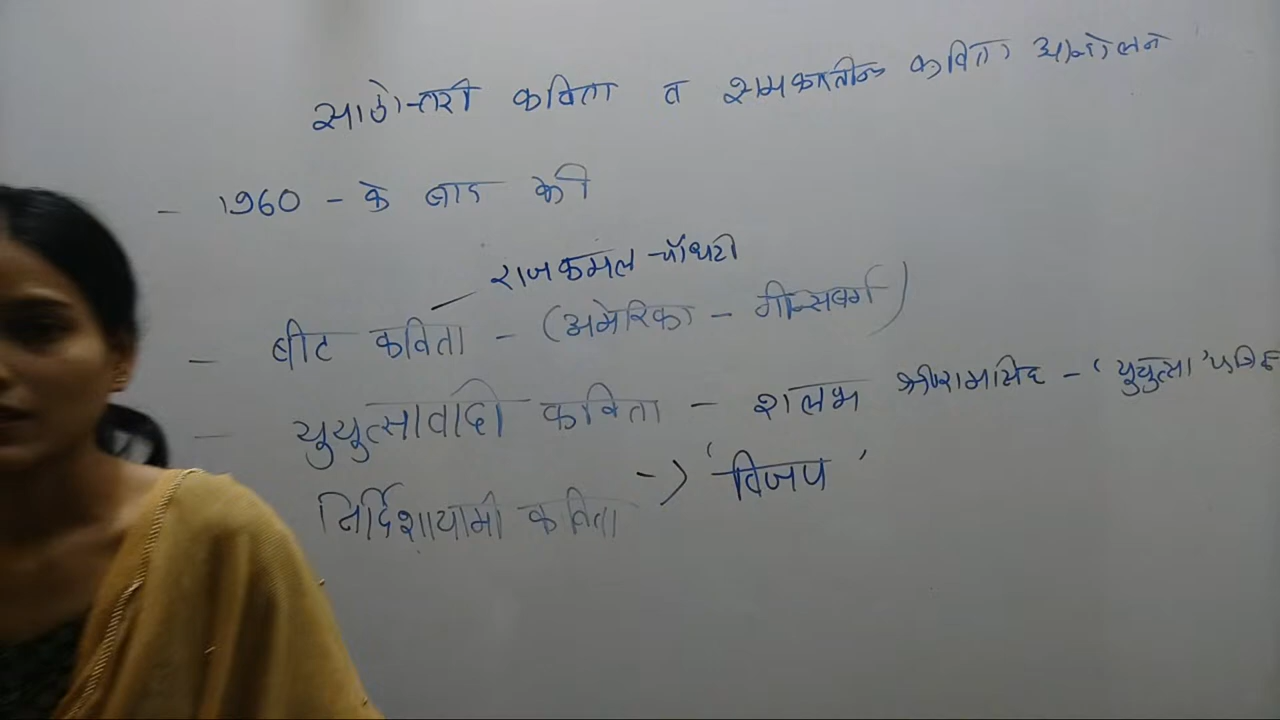 साठोत्तरी कविता व समकालीन कविता आन्दोलन
- 1960 - के बाद की
राजकमल चौधरी
- बीट कविता - (अमेरिका - गीन्सबर्ग)
- युयुत्सावादी कविता - शलभ श्रीरामसिंह - 'युयुत्सा'
निर्दिशायामी कविता -> 'विजप'